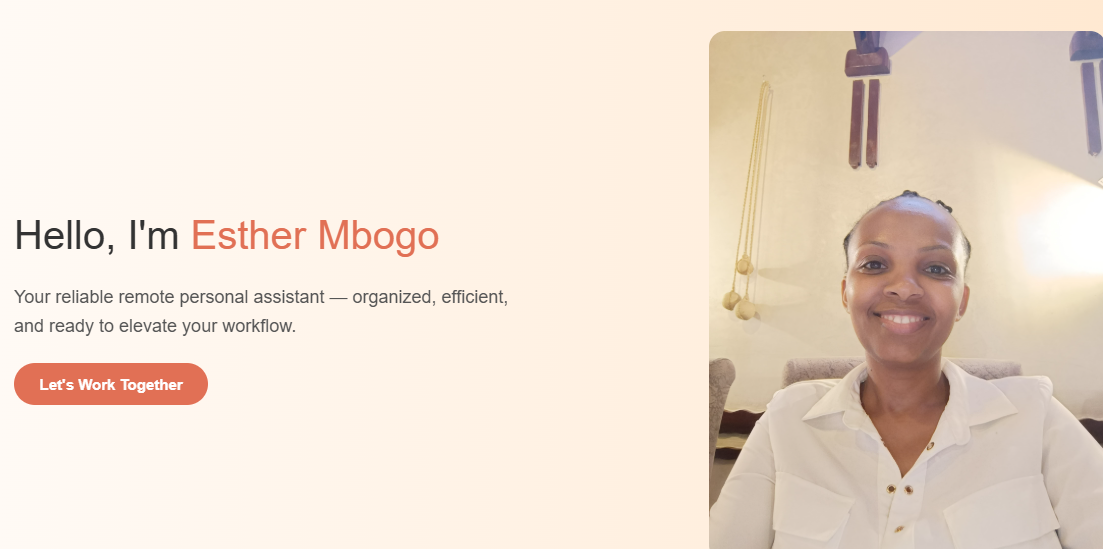 Hello, I'm Esther Mbogo
Your reliable remote personal assistant — organized, efficient,
and ready to elevate your workflow.
Let's Work Together